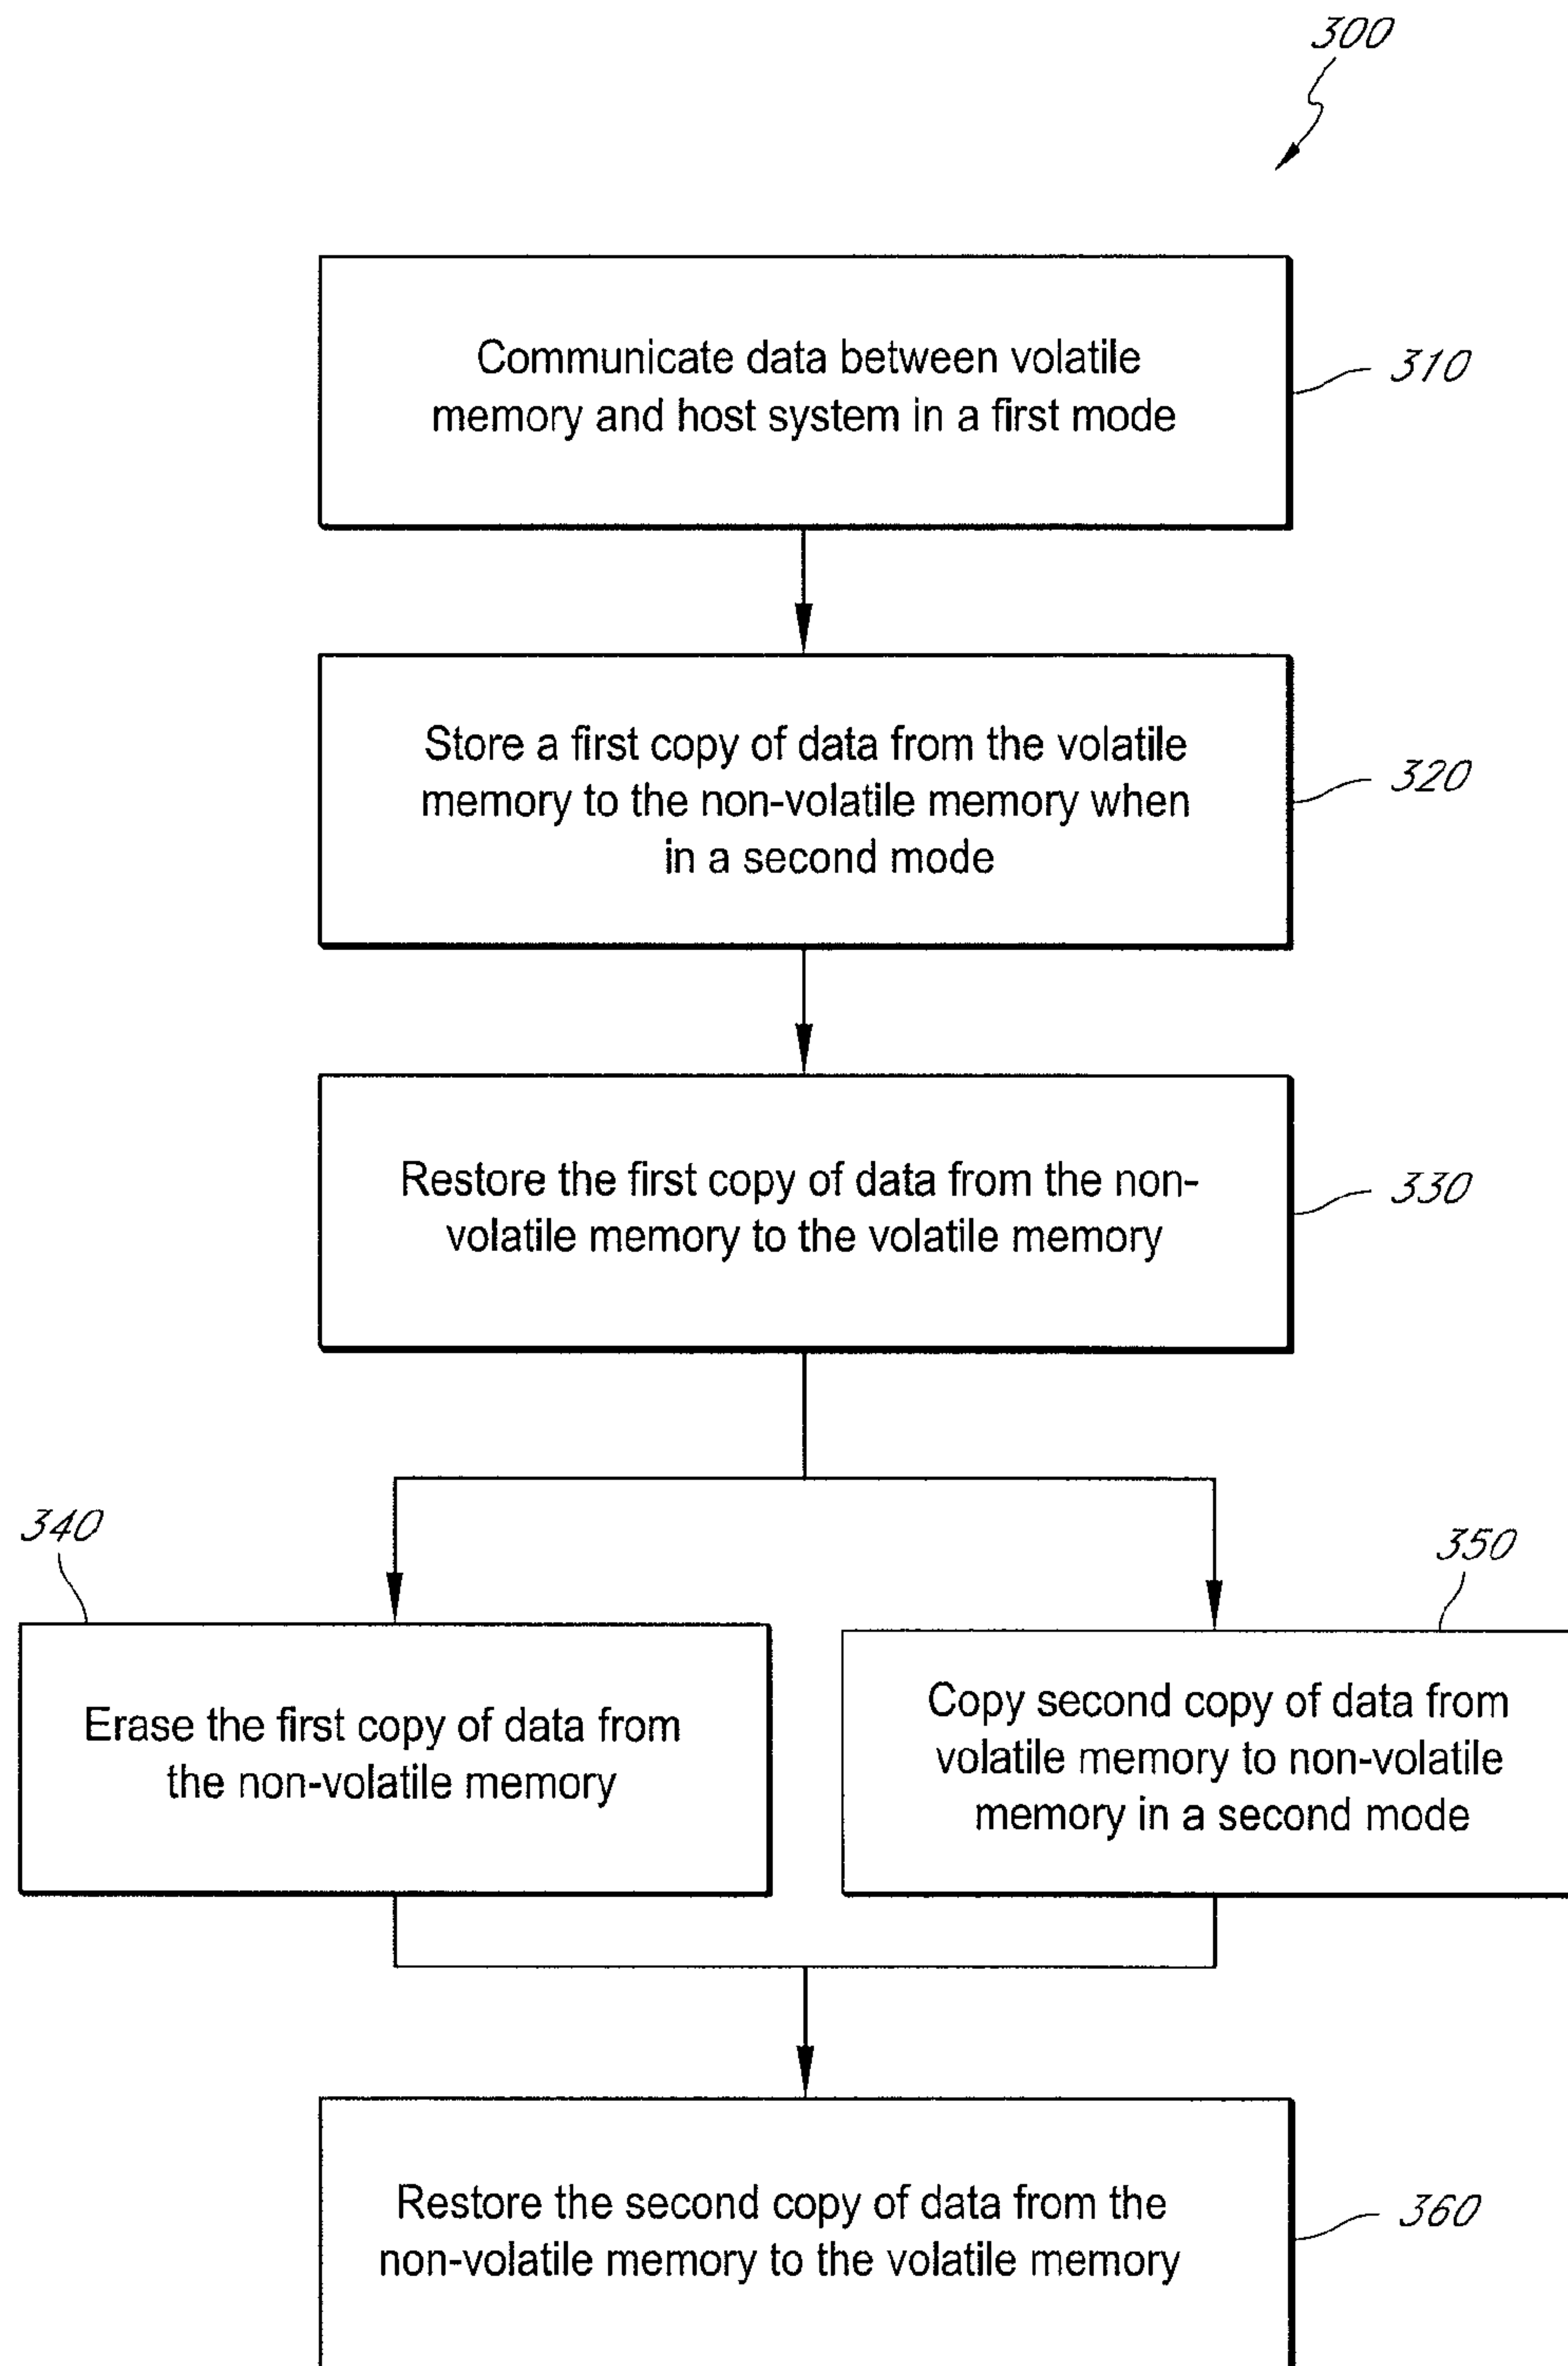 300
Communicate data between volatile
memory and host system in a first mode
310
Store a first copy of data from the volatile
memory to the non-volatile memory when
in a second mode
320
Restore the first copy of data from the non-
volatile memory to the volatile memory
330
340
Erase the first copy of data from
the non-volatile memory
350
Copy second copy of data from
volatile memory to non-volatile
memory in a second mode
Restore the second copy of data from the
non-volatile memory to the volatile memory
360